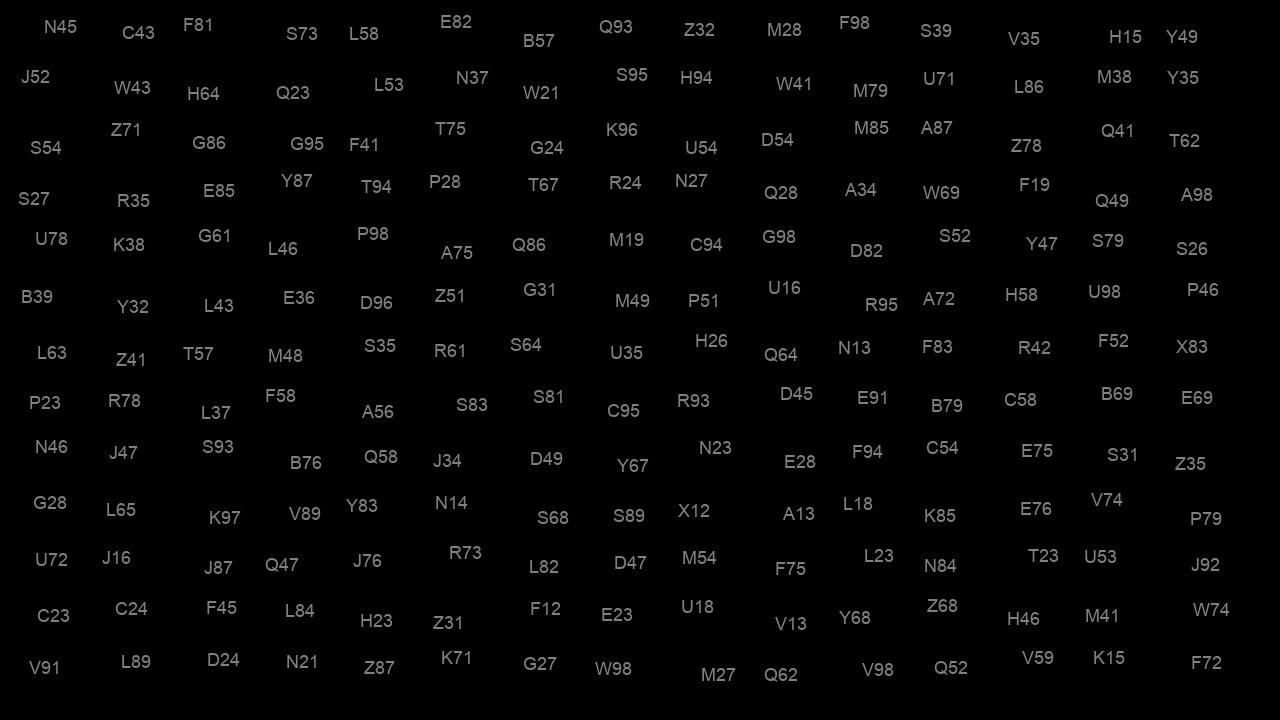 N45 C43 F81 S73 L58 E82 B57 Q93 Z32 M28 F98 S39 V35 H15 Y49
J52 W43 H64 Q23 L53 N37 W21 S95 H94 W41 M79 U71 L86 M38 Y35
S54 Z71 G86 G95 F41 T75 G24 K96 U54 D54 M85 A87 Z78 Q41 T62
S27 R35 E85 Y87 T94 P28 T67 R24 N27 Q28 A34 W69 F19 Q49 A98
U78 K38 G61 L46 P98 A75 Q86 M19 C94 G98 D82 S52 Y47 S79 S26
B39 Y32 L43 E36 D96 Z51 G31 M49 P51 U16 R95 A72 H58 U98 P46
L63 Z41 T57 M48 S35 R61 S64 U35 H26 Q64 N13 F83 R42 F52 X83
P23 R78 L37 F58 A56 S83 S81 C95 R93 D45 E91 B79 C58 B69 E69
N46 J47 S93 B76 Q58 J34 D49 Y67 N23 E28 F94 C54 E75 S31 Z35
G28 L65 K97 V89 Y83 N14 S68 S89 X12 A13 L18 K85 E76 V74 P79
U72 J16 J87 Q47 J76 R73 L82 D47 M54 F75 L23 N84 T23 U53 J92
C23 C24 F45 L84 H23 Z31 F12 E23 U18 V13 Y68 Z68 H46 M41 W74
V91 L89 D24 N21 Z87 K71 G27 W98 M27 Q62 V98 Q52 V59 K15 F72